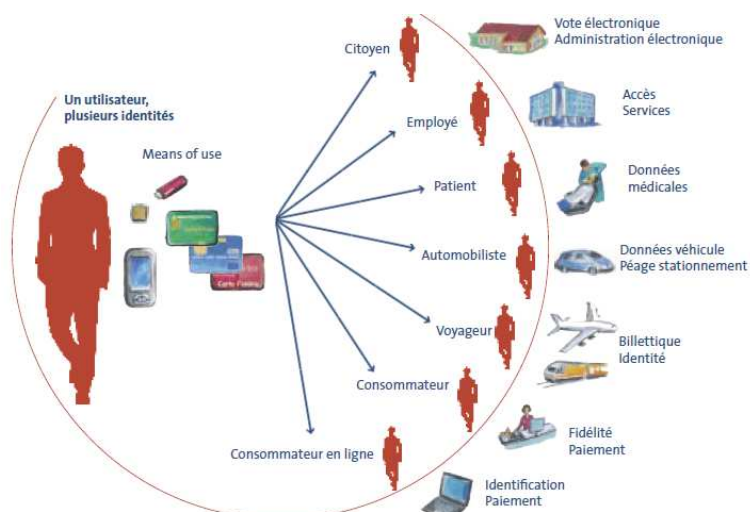 Citoyen
Vote électronique
Administration électronique
Un utilisateur,
plusieurs identités
Means of use
Employé
Accès
Services
Patient
Données
médicales
Automobiliste
Données véhicule
Péage stationnement
Voyageur
Billettique
Identité
Consommateur
Fidélité
Paiement
Consommateur en ligne
Identification
Paiement